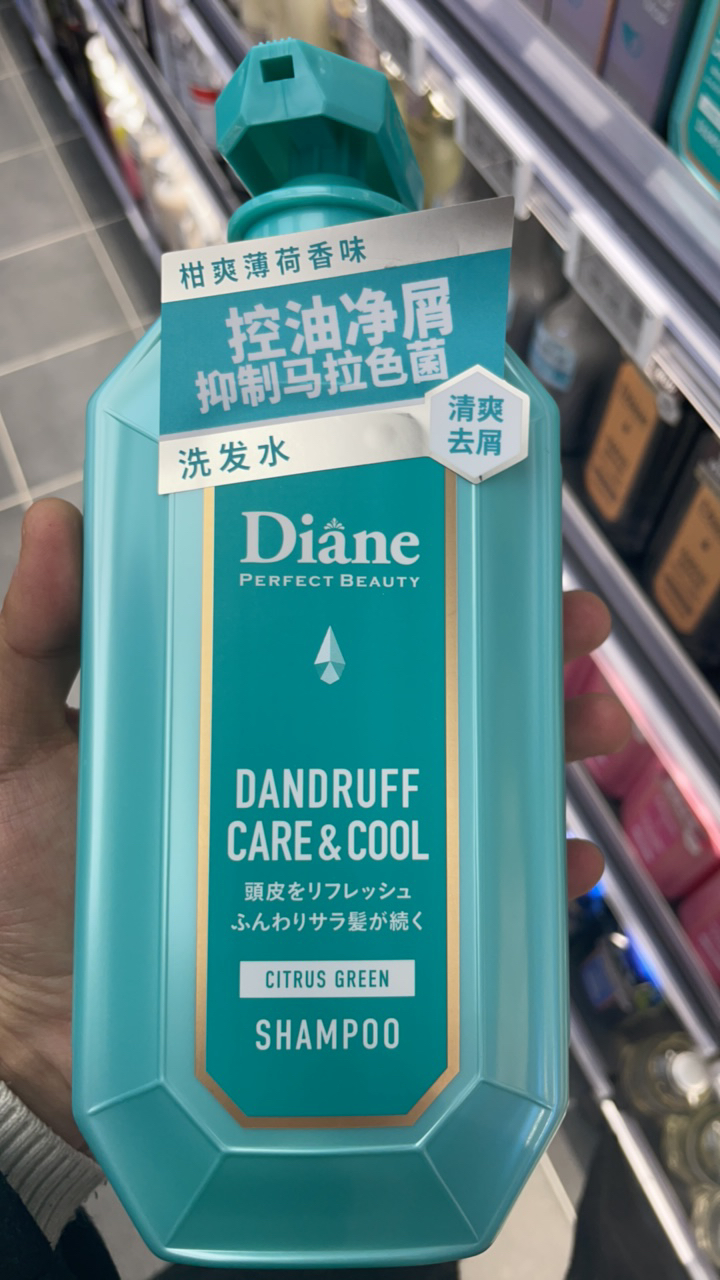 柑爽薄荷香味
控油净屑
抑制马拉色菌
清爽
去屑
洗发水
Diane
PERFECT BEAUTY
DANDRUFF
CARE & COOL
頭皮をリフレッシュ
ふんわりサラ髪が続く
CITRUS GREEN
SHAMPOO